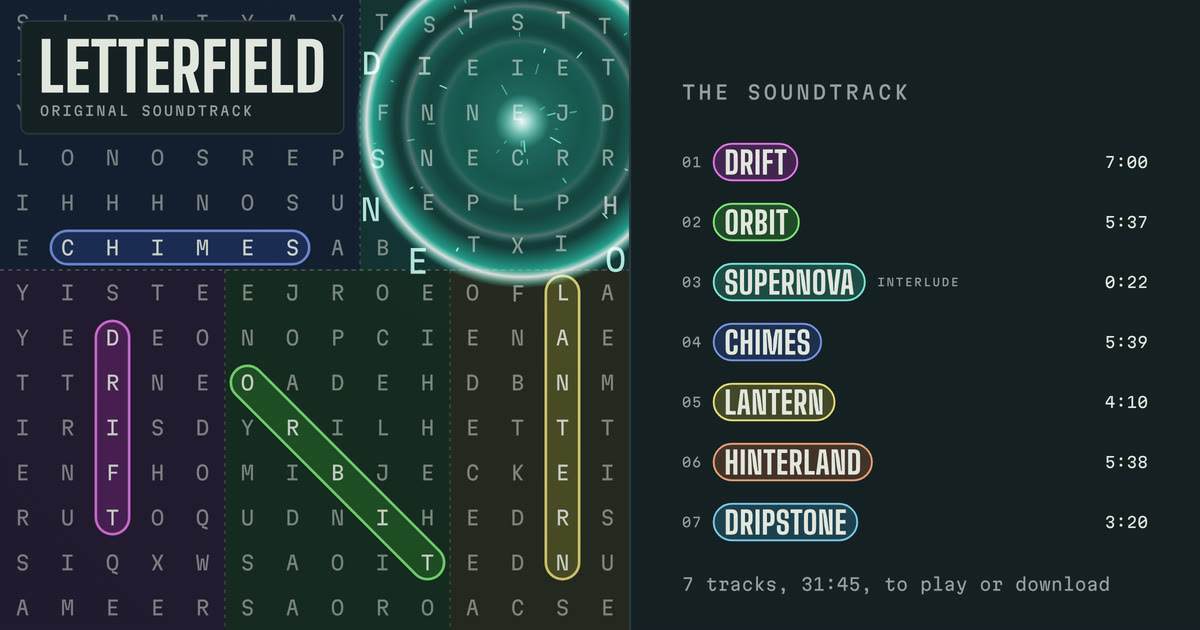 S L R N I X A X T S T S T T
LETTERFIELD
ORIGINAL SOUNDTRACK
D I E I E T
F N N E J D
L O N O S R E P S N E C R R R
I H H H N O S U N E P L P H
E C H I M E S A B E T X I O
Y I S T E E J R O E O F L A
Y E D E O N O P C I E N A E
T T R N E O A D E H D B N M
I R I S D Y R I L H E T T T
E N F H O M I B J E C K E I
R U T O Q U D N I H E D R S
S I Q X W S A O I T E D N U
A M E E R S A O R O A C S E
THE SOUNDTRACK
01 DRIFT 7:00
02 ORBIT 5:37
03 SUPERNOVA INTERLUDE 0:22
04 CHIMES 5:39
05 LANTERN 4:10
06 HINTERLAND 5:38
07 DRIPSTONE 3:20
7 tracks, 31:45, to play or download